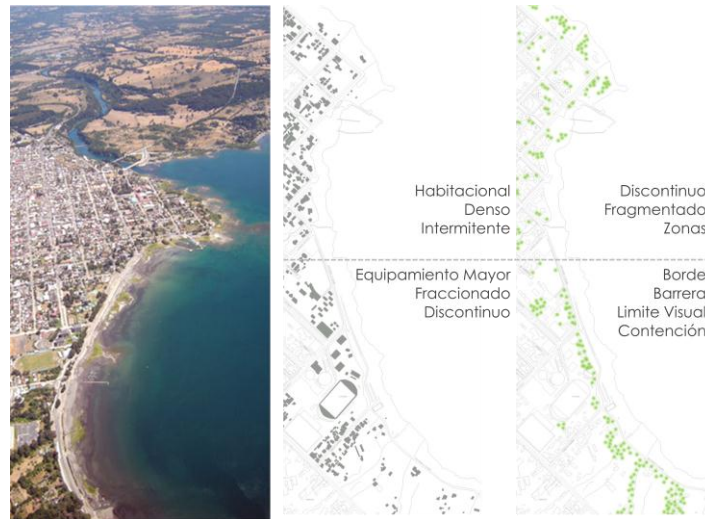 Habitacional
Denso
Intermitente
Discontinuo
Fragmentado
Zonas
Equipamiento Mayor
Fraccionado
Discontinuo
Borde
Barrera
Limite Visual
Contención